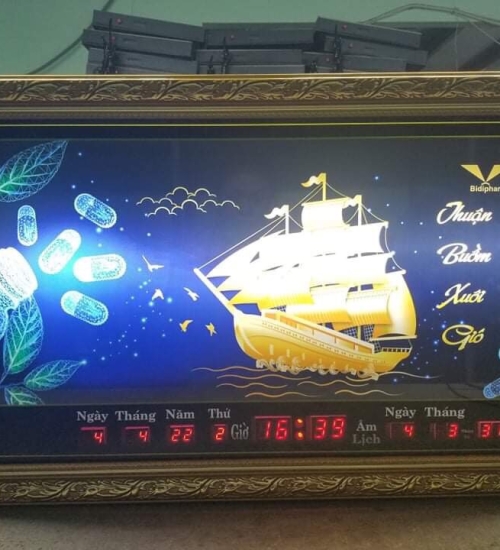 Bidiphar
Thuận
Buồm
Xuôi
Gió
Ngày Tháng Năm Thứ Giờ Âm Lịch Ngày Tháng
4 4 22 2 16:39 4 3 37